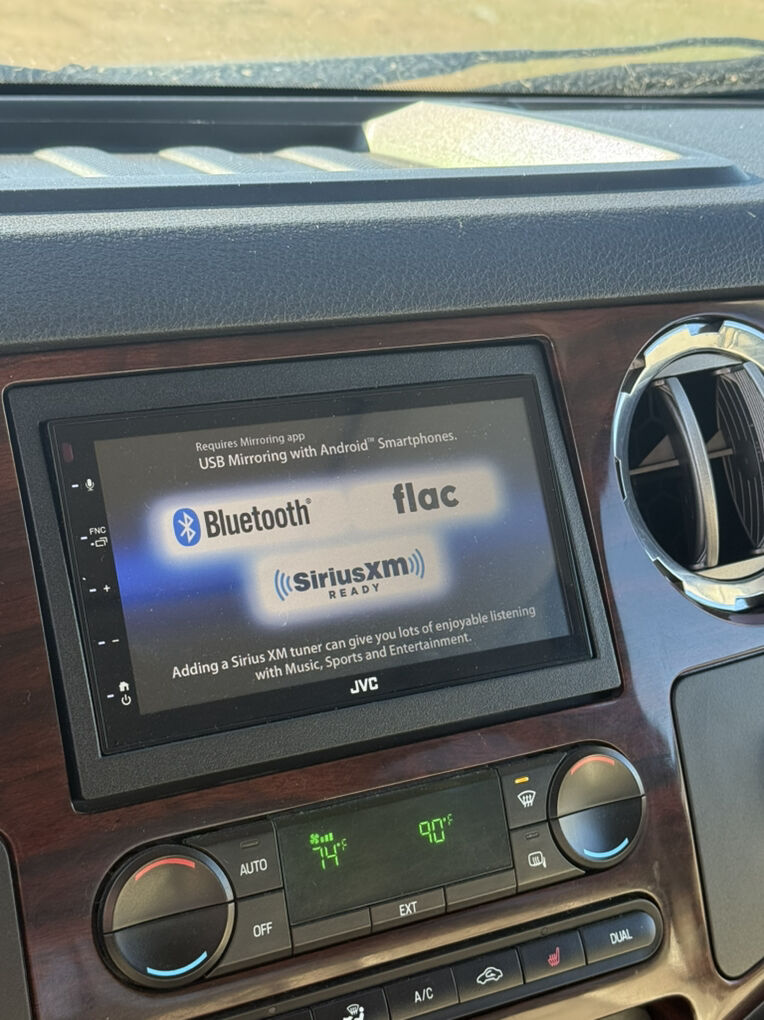 Requires Mirroring app
USB Mirroring with Android™ Smartphones.
Bluetooth®
flac
FNC
SiriusXm
READY
+
-
Adding a Sirius XM tuner can give you lots of enjoyable listening
with Music, Sports and Entertainment.
JVC
74°F
90°F
AUTO
OFF
EXT
A/C
DUAL